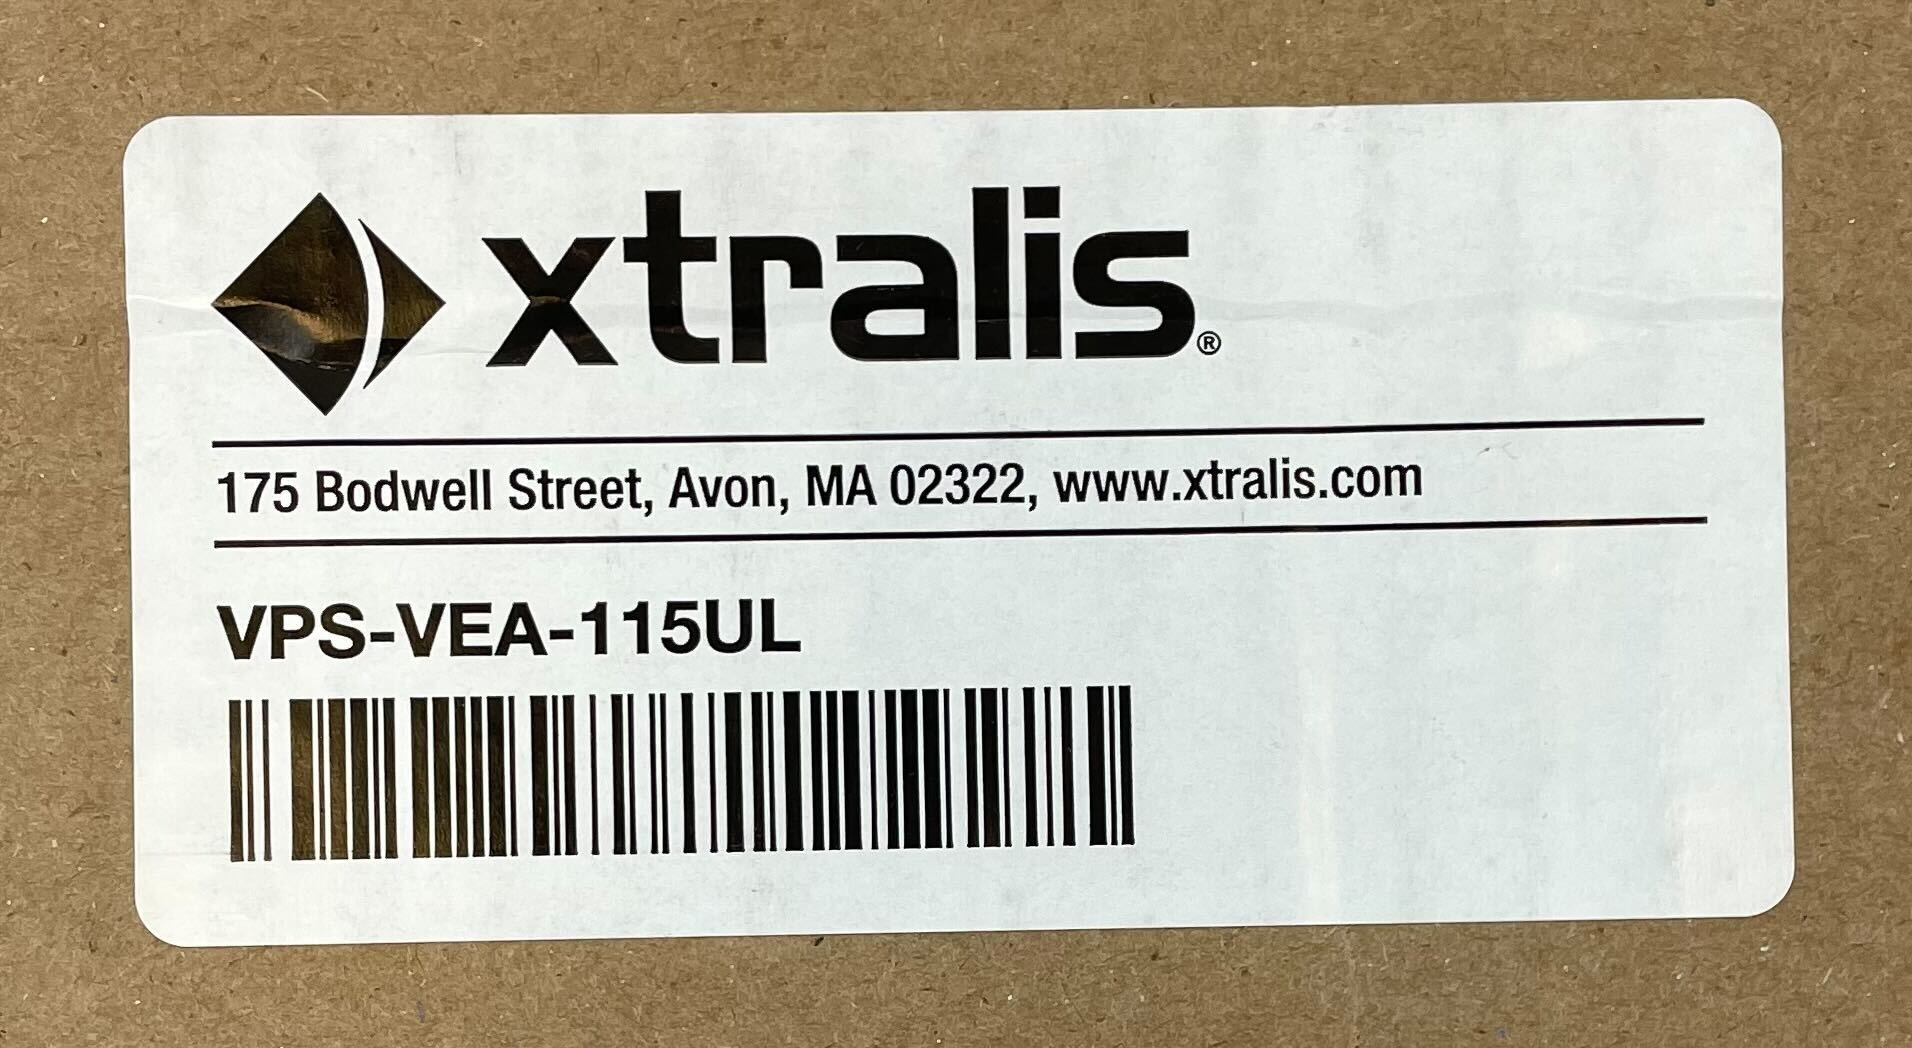 xtralis®
175 Bodwell Street, Avon, MA 02322, www.xtralis.com
VPS-VEA-115UL